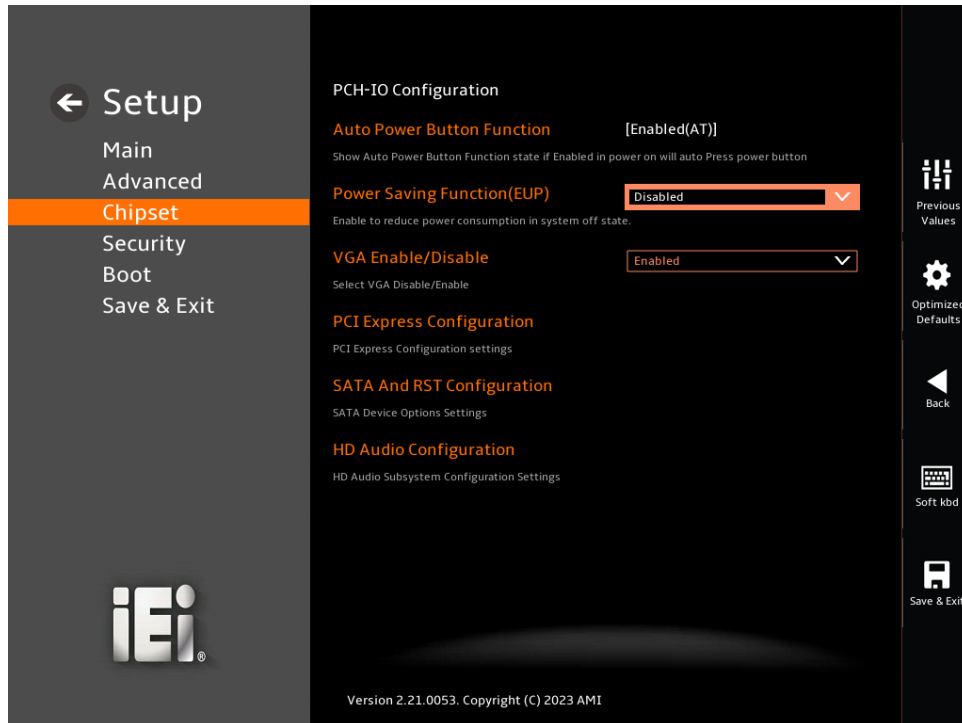 Setup
Main
Advanced
Chipset
Security
Boot
Save & Exit
iEi®
PCH-IO Configuration
Auto Power Button Function [Enabled(AT)]
Show Auto Power Button Function state if Enabled in power on will auto Press power button
Power Saving Function(EUP) Disabled
Enable to reduce power consumption in system off state.
VGA Enable/Disable Enabled
Select VGA Disable/Enable
PCI Express Configuration
PCI Express Configuration settings
SATA And RST Configuration
SATA Device Options Settings
HD Audio Configuration
HD Audio Subsystem Configuration Settings
Version 2.21.0053. Copyright (C) 2023 AMI
Previous
Values
Optimized
Defaults
Back
Soft kbd
Save & Exit